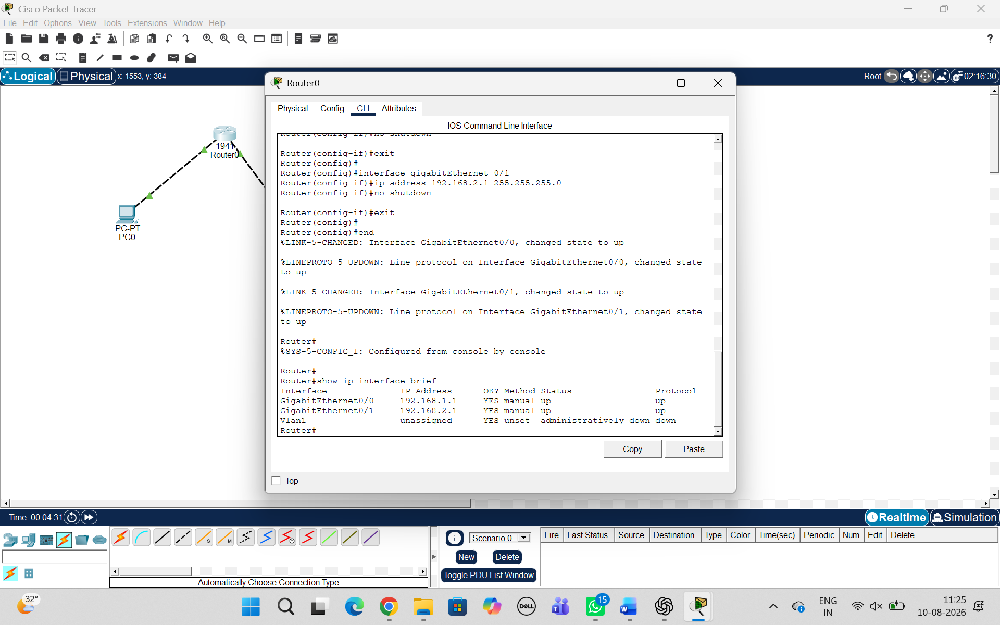 Cisco Packet Tracer
File Edit Options View Tools Extensions Window Help
?
Logical Physical x: 1553, y: 384
Root 02:16:30
1941
Router0
PC-PT
PC0
Router0
Physical Config CLI Attributes
IOS Command Line Interface
Router(config-if)#no shutdown
Router(config-if)#exit
Router(config)#
Router(config)#interface gigabitEthernet 0/1
Router(config-if)#ip address 192.168.2.1 255.255.255.0
Router(config-if)#no shutdown
Router(config-if)#exit
Router(config)#
Router(config)#end
%LINK-5-CHANGED: Interface GigabitEthernet0/0, changed state to up
%LINEPROTO-5-UPDOWN: Line protocol on Interface GigabitEthernet0/0, changed state
to up
%LINK-5-CHANGED: Interface GigabitEthernet0/1, changed state to up
%LINEPROTO-5-UPDOWN: Line protocol on Interface GigabitEthernet0/1, changed state
to up
Router#
%SYS-5-CONFIG_I: Configured from console by console
Router#
Router#show ip interface brief
Interface IP-Address OK? Method Status Protocol
GigabitEthernet0/0 192.168.1.1 YES manual up up
GigabitEthernet0/1 192.168.2.1 YES manual up up
Vlan1 unassigned YES unset administratively down down
Router#
Copy Paste
Top
Time: 00:04:31
Realtime Simulation
S M
Automatically Choose Connection Type
Scenario 0
New Delete
Toggle PDU List Window
Fire Last Status Source Destination Type Color Time(sec) Periodic Num Edit Delete
32°
DELL
T
15
W
ENG
IN
11:25
10-08-2026